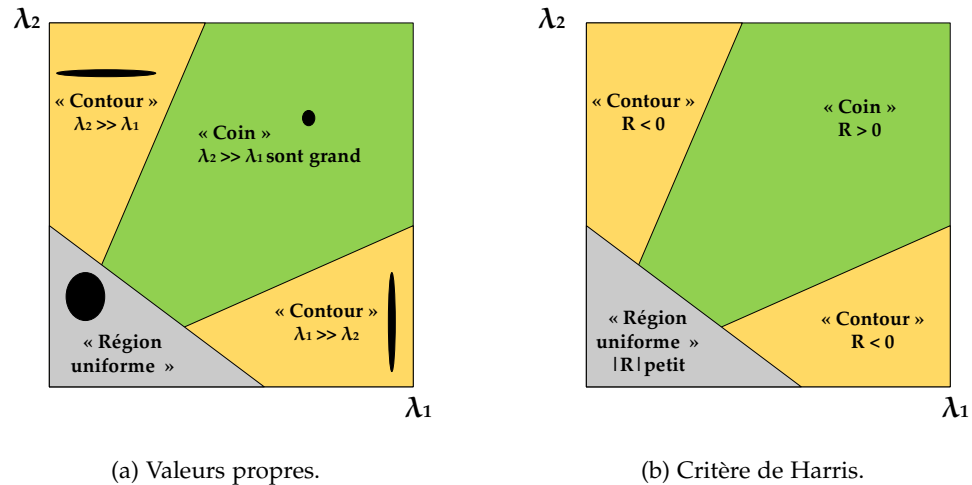 λ2
« Contour »
λ2 >> λ1
« Coin »
λ2 >> λ1 sont grand
« Contour »
λ1 >> λ2
« Région
uniforme »
λ1
(a) Valeurs propres.
λ2
« Contour »
R < 0
« Coin »
R > 0
« Région
uniforme »
|R| petit
« Contour »
R < 0
λ1
(b) Critère de Harris.